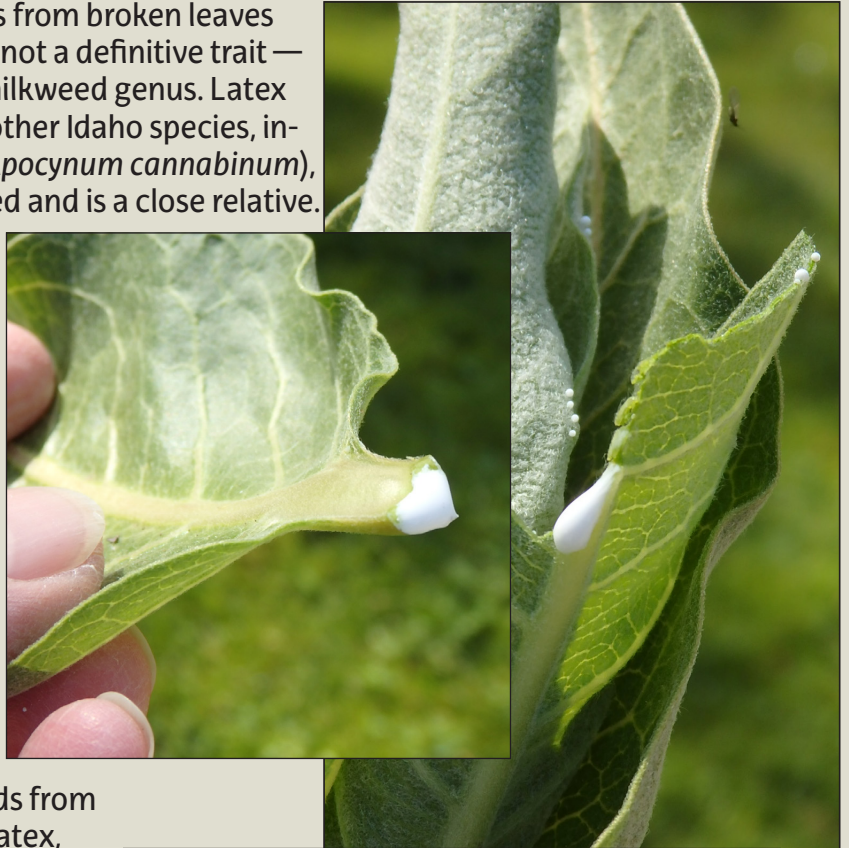 s from broken leaves
not a definitive trait —
ilkweed genus. Latex
other Idaho species, in-
pocynum cannabinum),
ed and is a close relative.
ds from
atex,